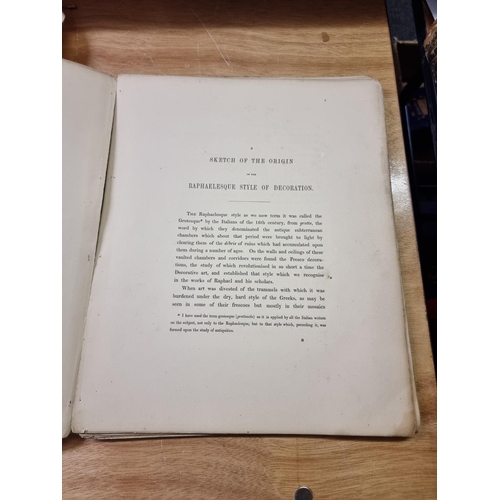 A
SKETCH OF THE ORIGIN
OF THE
RAPHAELESQUE STYLE OF DECORATION.
THE Raphaelesque style as we now term it was called the
Grotesque* by the Italians of the 16th century, from grotte, the
word by which they denominated the antique subterranean
chambers which about that period were brought to light by
clearing them of the débris of ruins which had accumulated upon
them during a number of ages. On the walls and ceilings of these
vaulted chambers and corridors were found the Fresco decora-
tions, the study of which revolutionized in so short a time the
Decorative art, and established that style which we recognise
in the works of Raphael and his scholars.
When art was divested of the trammels with which it was
burdened under the dry, hard style of the Greeks, as may be
seen in some of their frescoes but mostly in their mosaics
* I have used the term grotesque (grottesche) as it is applied by all the Italian writers
on the subject, not only to the Raphaelesque, but to that style which, preceding it, was
formed upon the study of antiquities.